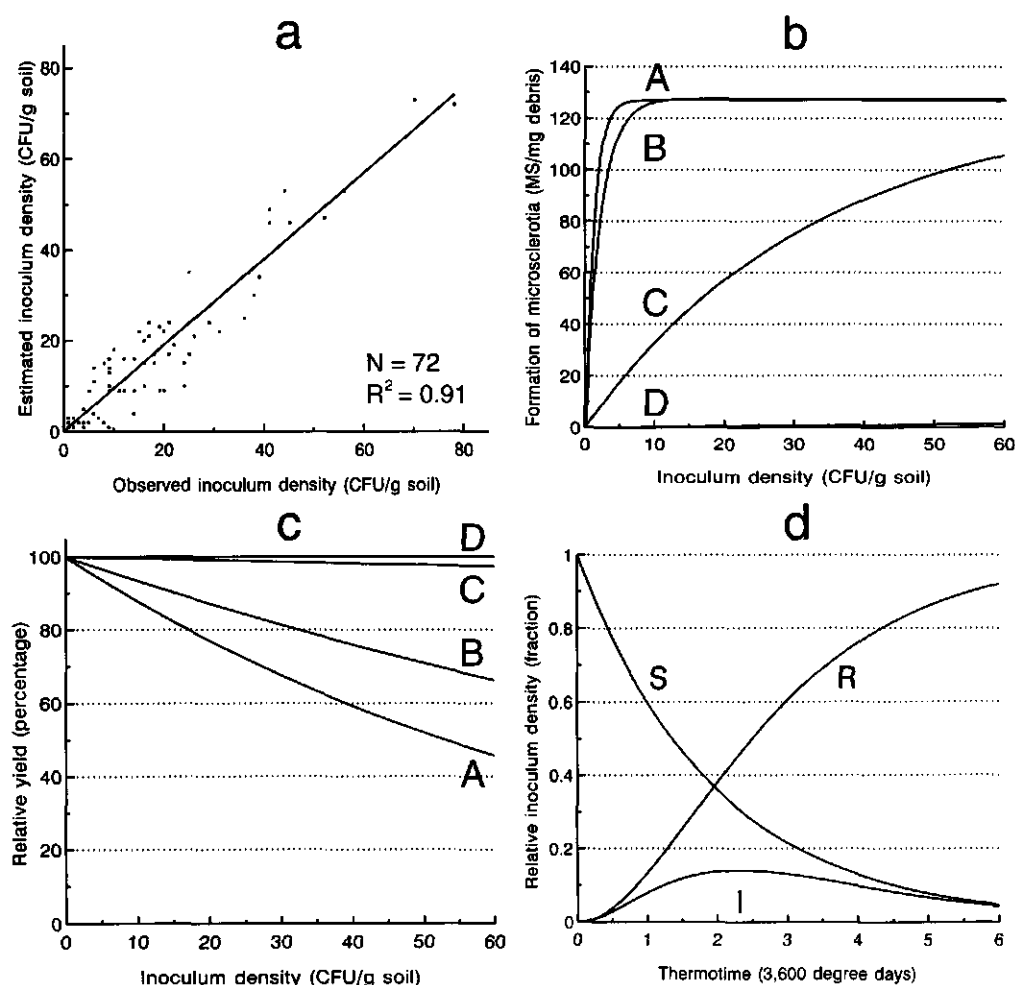 a
Estimated inoculum density (CFU/g soil)
80
60
40
20
0
N = 72
R² = 0.91
0 20 40 60 80
Observed inoculum density (CFU/g soil)
b
Formation of microsclerotia (MS/mg debris)
140
120
100
80
60
40
20
0
A
B
C
D
0 10 20 30 40 50 60
Inoculum density (CFU/g soil)
c
Relative yield (percentage)
100
80
60
40
20
0
D
C
B
A
0 10 20 30 40 50 60
Inoculum density (CFU/g soil)
d
Relative inoculum density (fraction)
1
0.8
0.6
0.4
0.2
0
S
R
I
0 1 2 3 4 5 6
Thermotime (3,600 degree days)